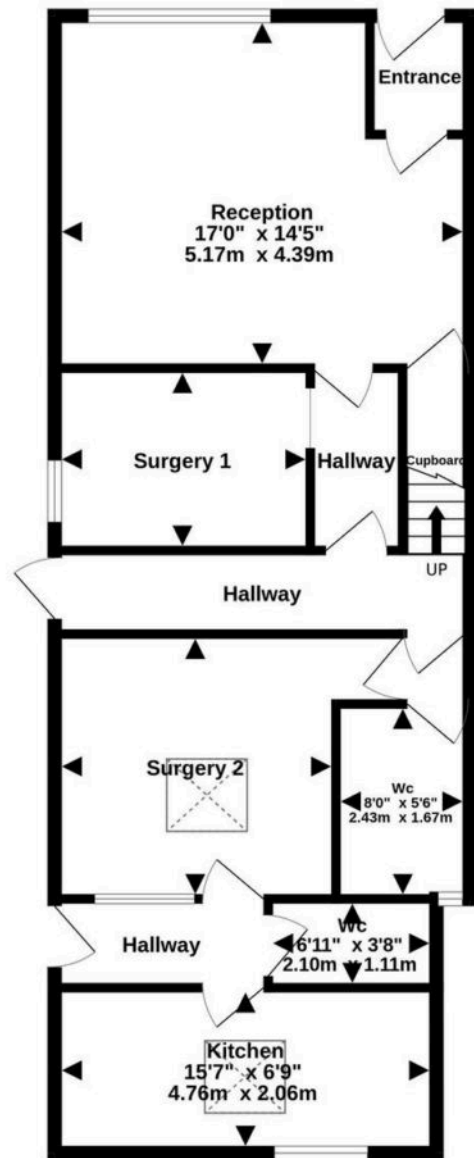 Entrance
Reception
17'0" x 14'5"
5.17m x 4.39m
Surgery 1
Hallway
Cupboard
UP
Hallway
Surgery 2
Wc
8'0" x 5'6"
2.43m x 1.67m
Hallway
Wc
6'11" x 3'8"
2.10m x 1.11m
Kitchen
15'7" x 6'9"
4.76m x 2.06m